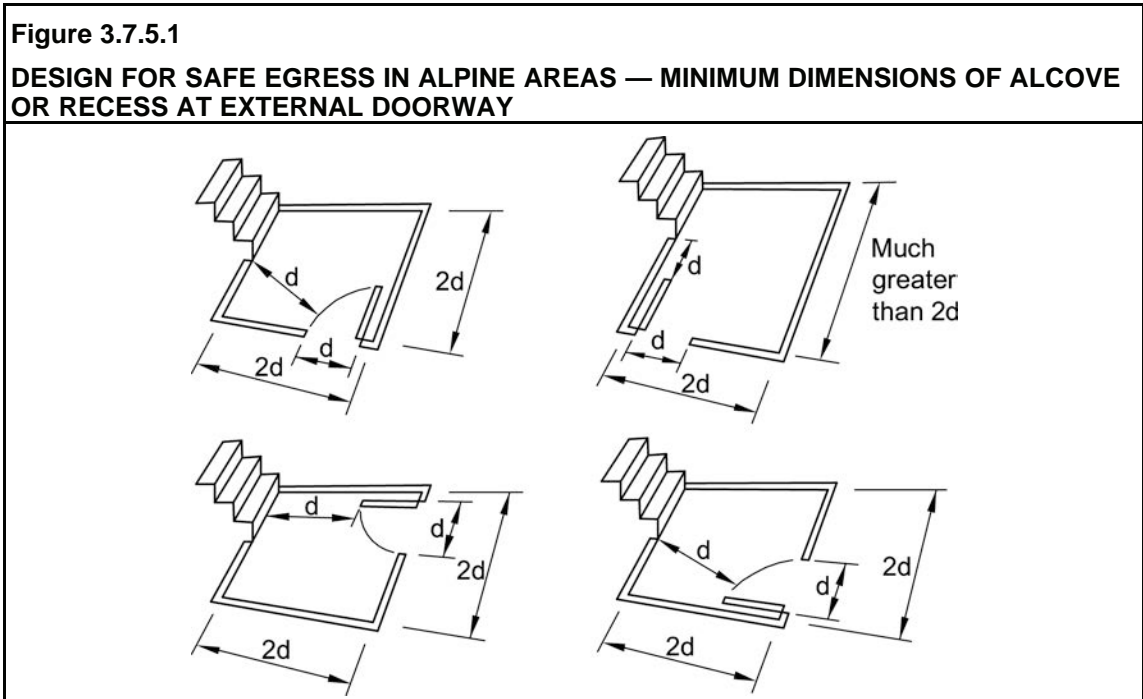 Figure 3.7.5.1
DESIGN FOR SAFE EGRESS IN ALPINE AREAS — MINIMUM DIMENSIONS OF ALCOVE
OR RECESS AT EXTERNAL DOORWAY
d
2d
d
2d
d
Much
greater
than 2d
d
2d
d
d
2d
2d
d
2d
d
2d